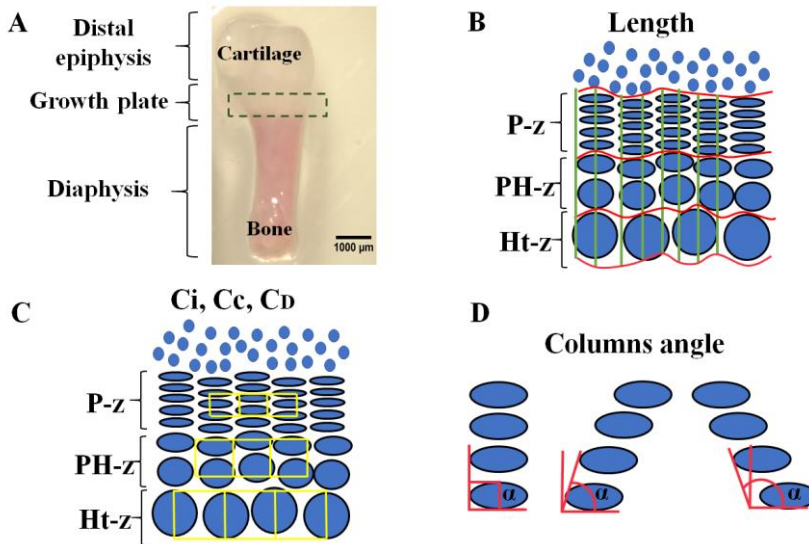 A
Distal
epiphysis
Cartilage
Growth plate
Diaphysis
Bone
1000 µm
B
Length
P-z
PH-z
Ht-z
C
Ci, Cc, CD
P-z
PH-z
Ht-z
D
Columns angle
α
α
α